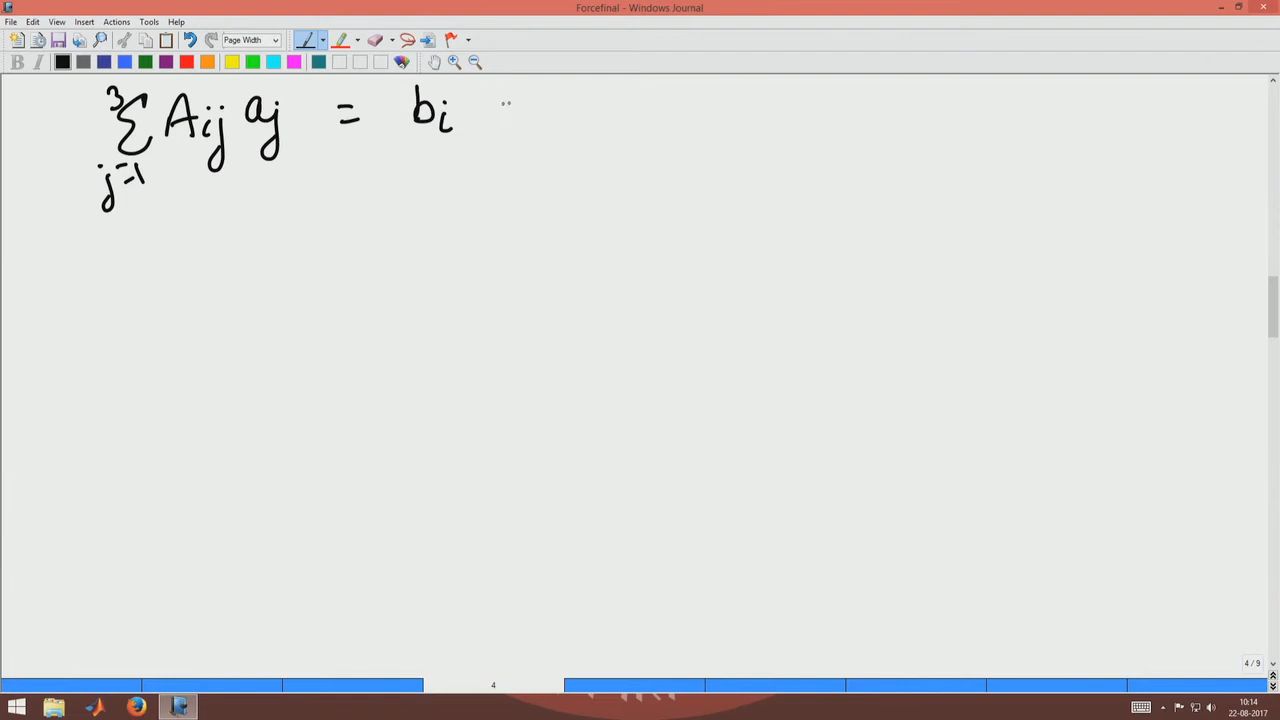 Forcefinal - Windows Journal
File Edit View Insert Actions Tools Help
Page Width
B I
3
Σ Aij aj = bi
j=1
4/9
4
10:14
22-08-2017